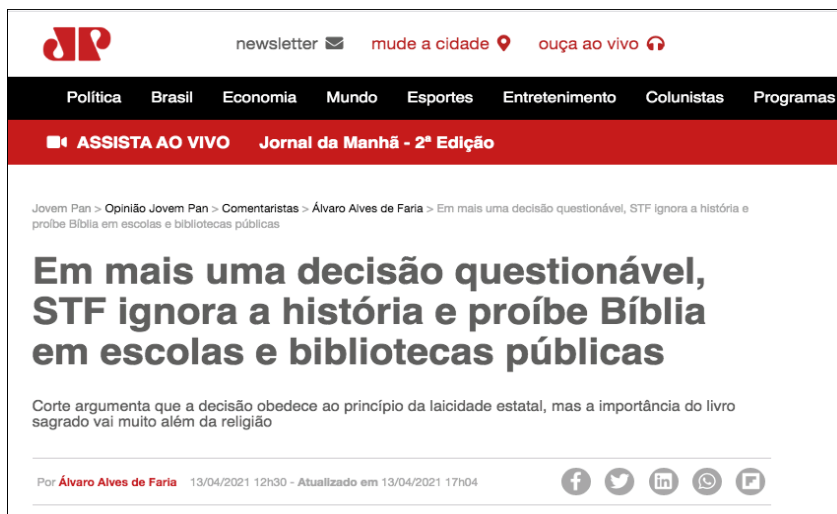 JP
newsletter
mude a cidade
ouça ao vivo
Política Brasil Economia Mundo Esportes Entretenimento Colunistas Programas
ASSISTA AO VIVO Jornal da Manhã - 2ª Edição
Jovem Pan > Opinião Jovem Pan > Comentaristas > Álvaro Alves de Faria > Em mais uma decisão questionável, STF ignora a história e
proíbe Bíblia em escolas e bibliotecas públicas
Em mais uma decisão questionável,
STF ignora a história e proíbe Bíblia
em escolas e bibliotecas públicas
Corte argumenta que a decisão obedece ao princípio da laicidade estatal, mas a importância do livro
sagrado vai muito além da religião
Por Álvaro Alves de Faria 13/04/2021 12h30 - Atualizado em 13/04/2021 17h04